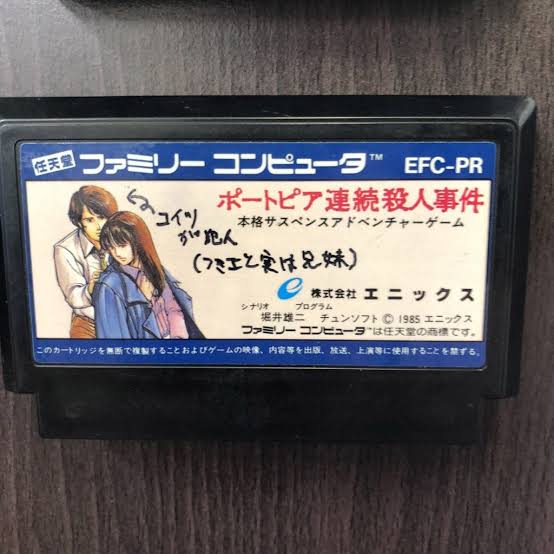 任天堂 ファミリー コンピュータ™ EFC-PR
ポートピア連続殺人事件
本格サスペンスアドベンチャーゲーム
コイツ
が犯人
(ふみえと実は兄妹)
e 株式会社 エニックス
シナリオ プログラム
堀井雄二 チュンソフト © 1985 エニックス
ファミリー コンピュータは任天堂の商標です。
このカートリッジを無断で複製することおよびゲームの映像、内容等を出版、放送、上演等に使用することを禁ずる。